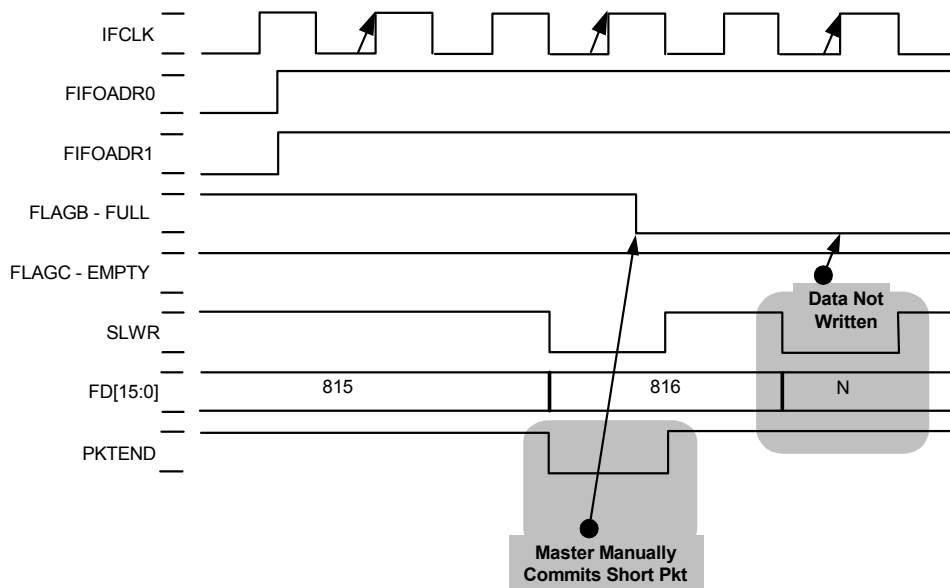 IFCLK
FIFOADR0
FIFOADR1
FLAGB - FULL
FLAGC - EMPTY
Data Not
Written
SLWR
FD[15:0]
815
816
N
PKTEND
Master Manually
Commits Short Pkt